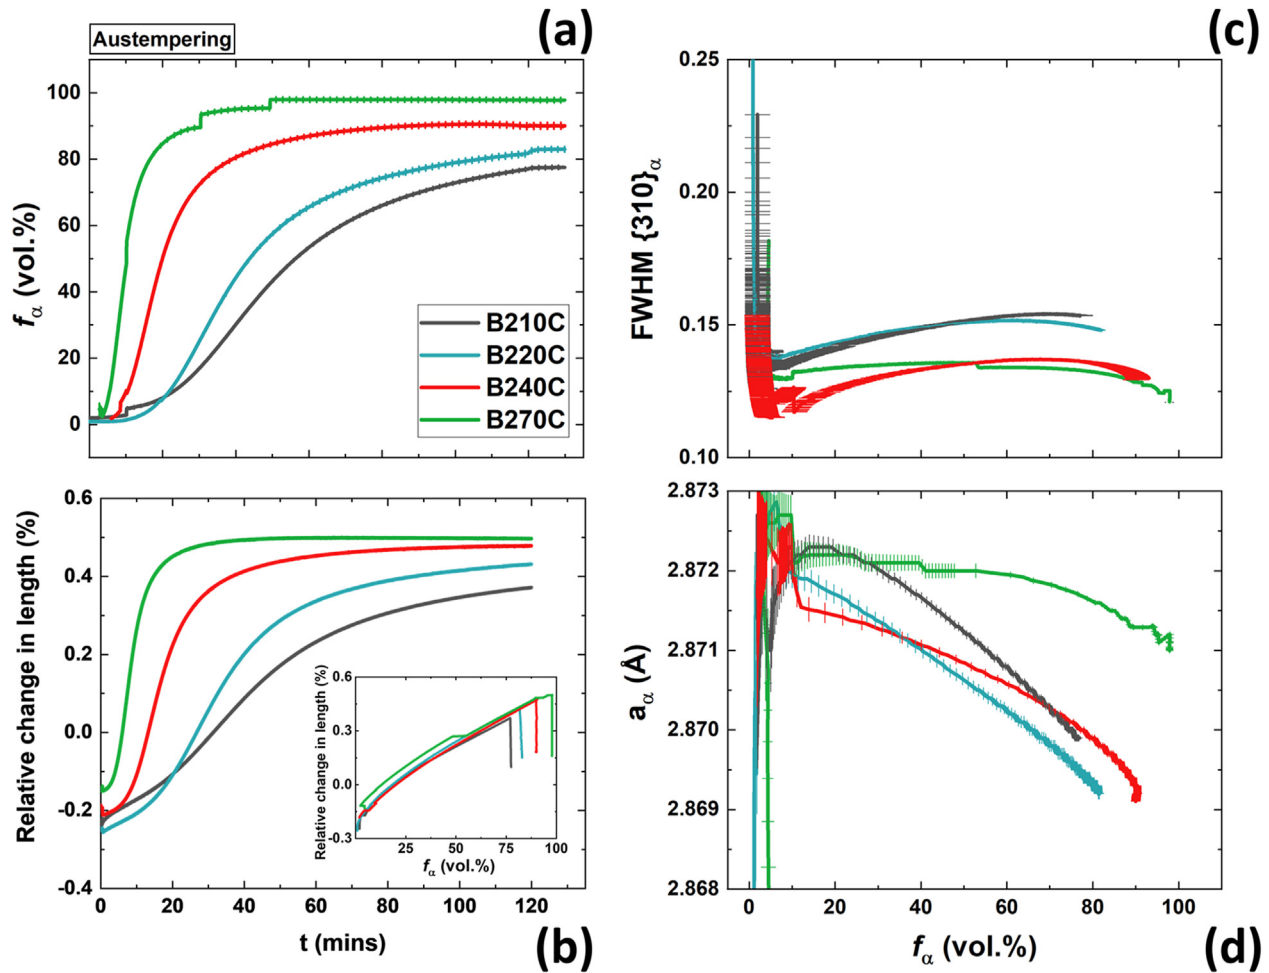 Austempering
(a)
100
80
60
40
20
0
fα (vol.%)
B210C
B220C
B240C
B270C
(c)
0.25
0.20
0.15
0.10
FWHM {310}α
0.6
0.4
0.2
0.0
-0.2
-0.4
Relative change in length (%)
0.6
0.3
0.0
-0.3
Relative change in length (%)
25 50 75 100
fα (vol.%)
0 20 40 60 80 100 120
t (mins)
(b)
2.873
2.872
2.871
2.870
2.869
2.868
aα (Å)
0 20 40 60 80 100
fα (vol.%)
(d)